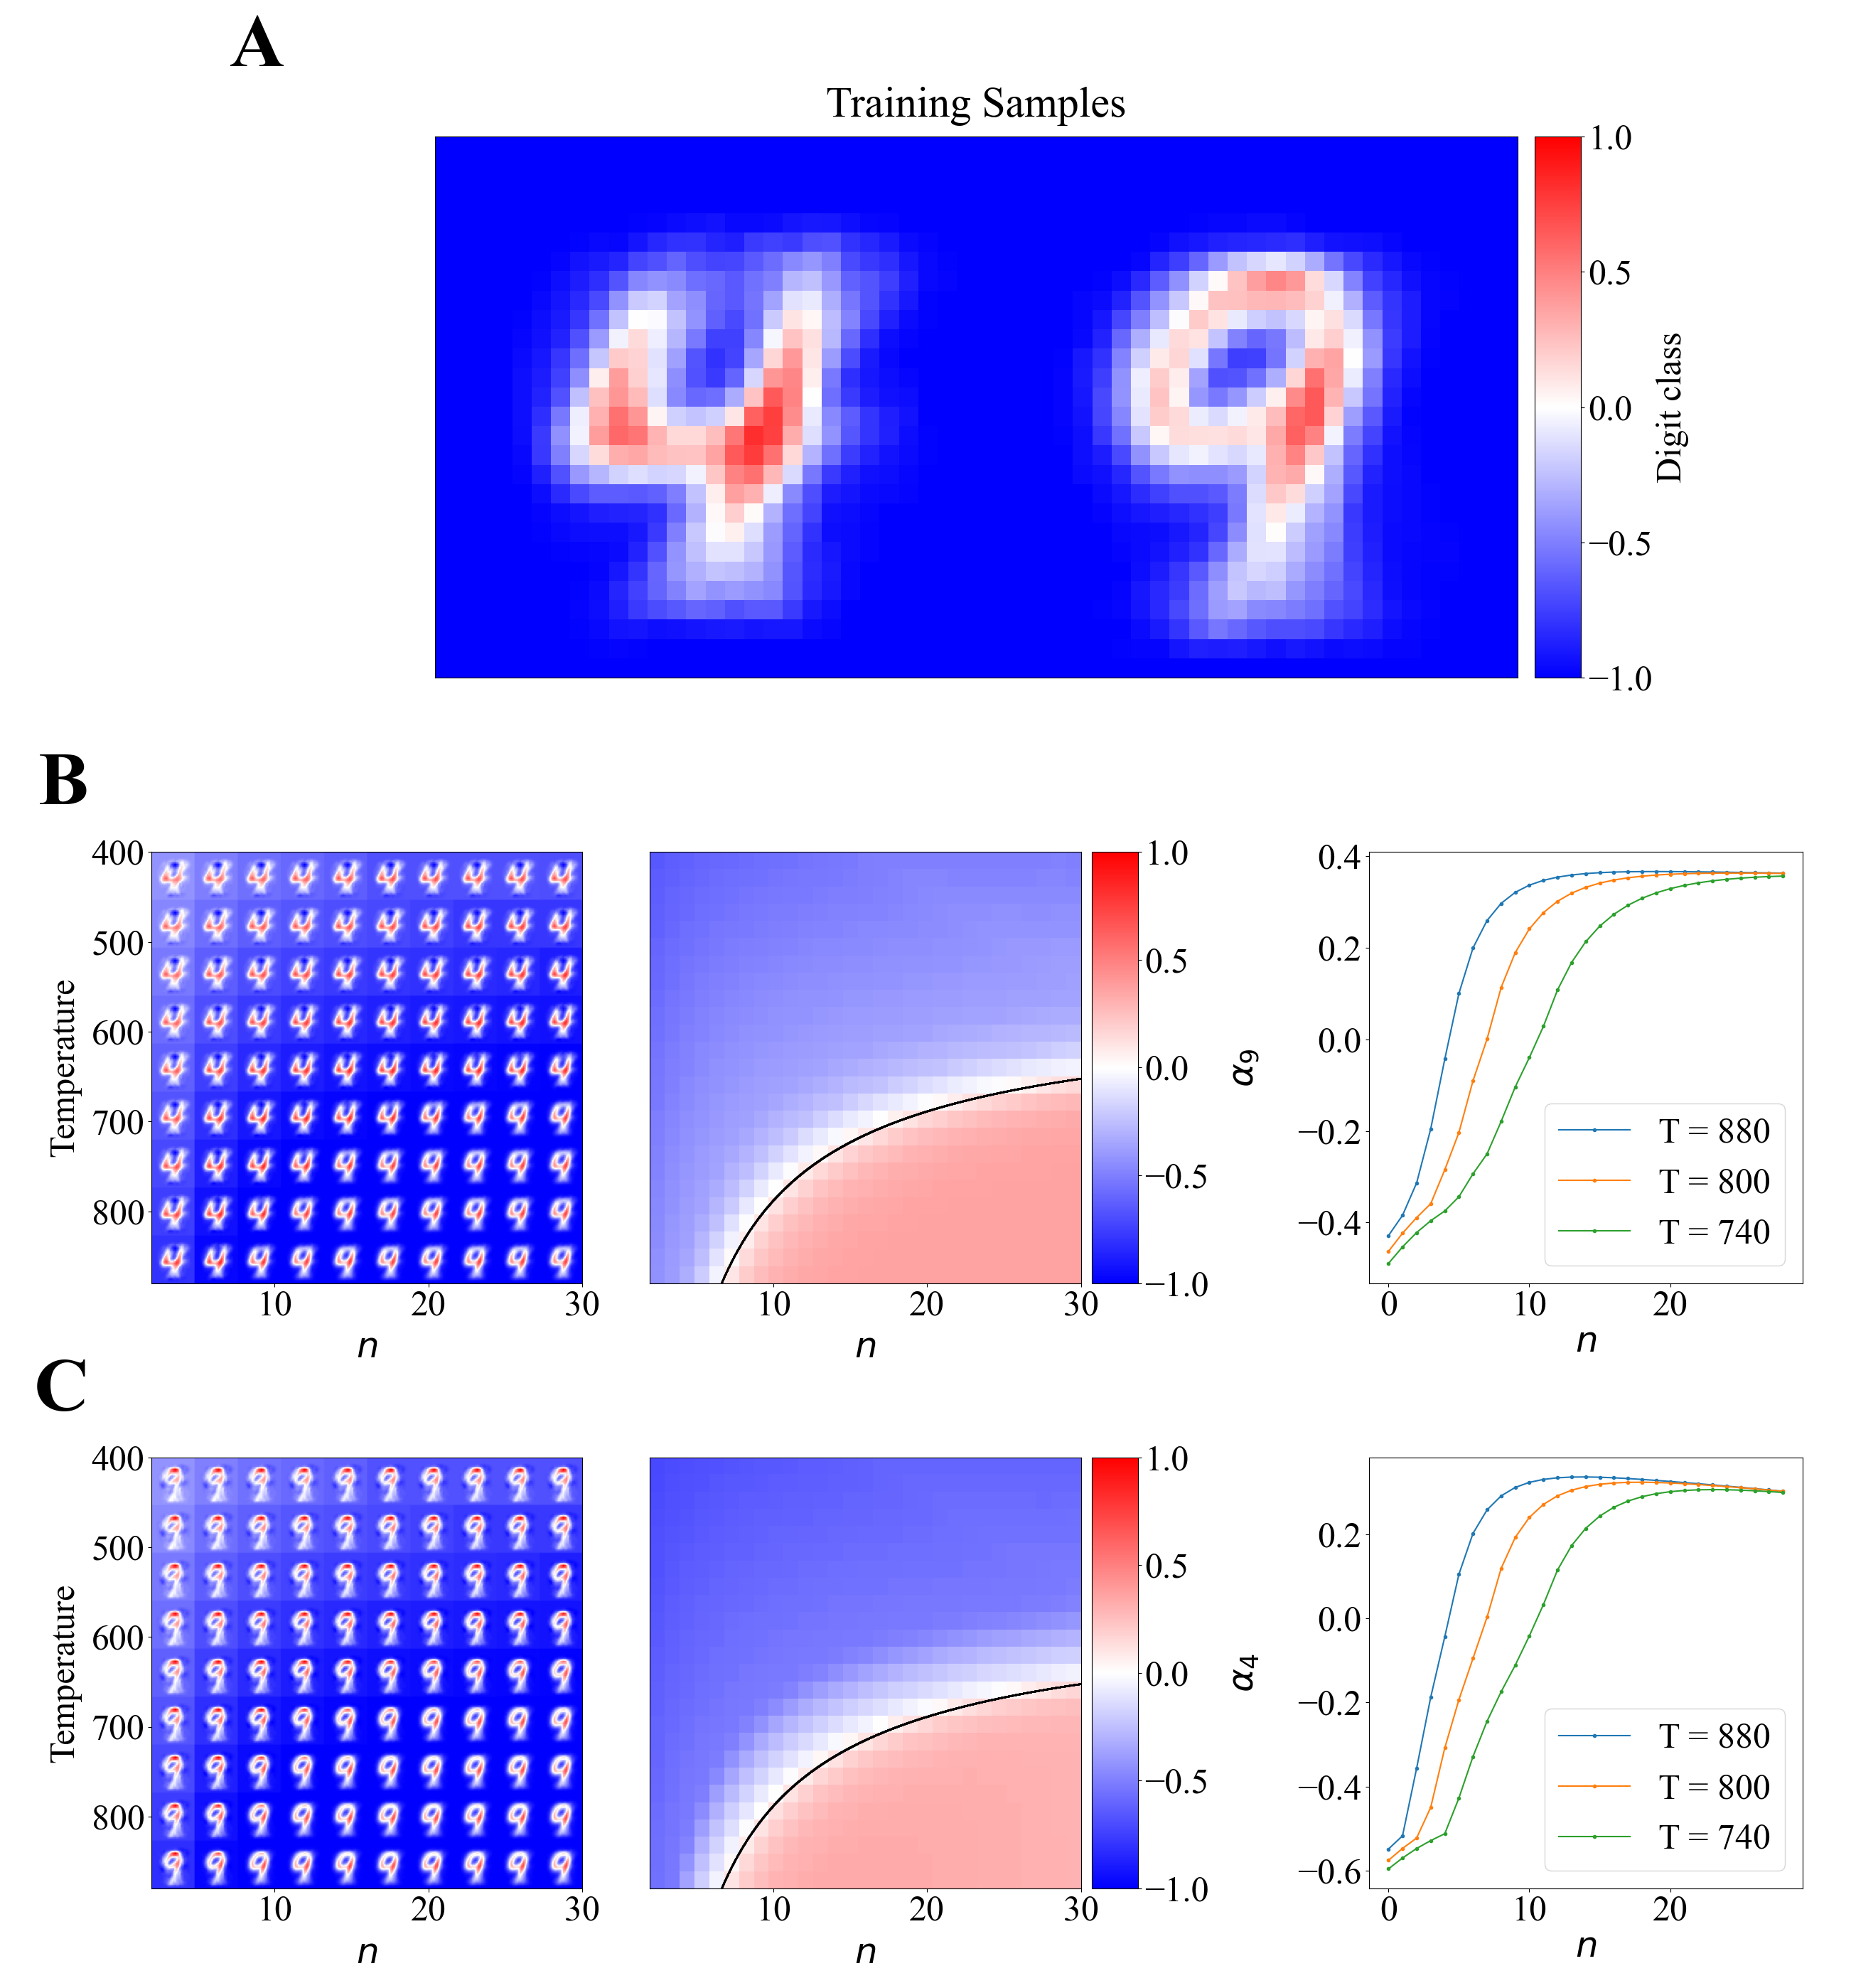 A
Training Samples
1.0
0.5
0.0
−0.5
−1.0
Digit class
B
400
500
600
700
800
Temperature
10 20 30
n
10 20 30
n
1.0
0.5
0.0
−0.5
−1.0
α9
0.4
0.2
0.0
−0.2
−0.4
T = 880
T = 800
T = 740
0 10 20
n
C
400
500
600
700
800
Temperature
10 20 30
n
10 20 30
n
1.0
0.5
0.0
−0.5
−1.0
α4
0.2
0.0
−0.2
−0.4
−0.6
T = 880
T = 800
T = 740
0 10 20
n